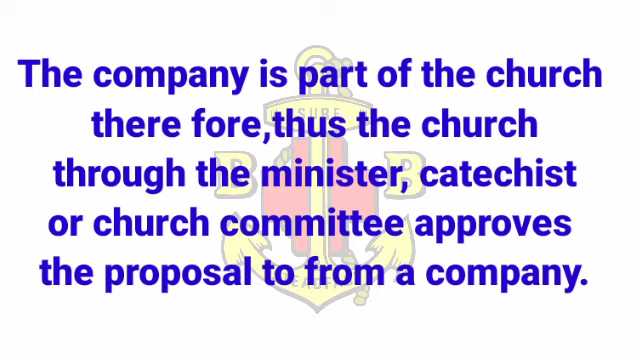 The company is part of the church
there fore,thus the church
through the minister, catechist
or church committee approves
the proposal to from a company.
SURE
B B